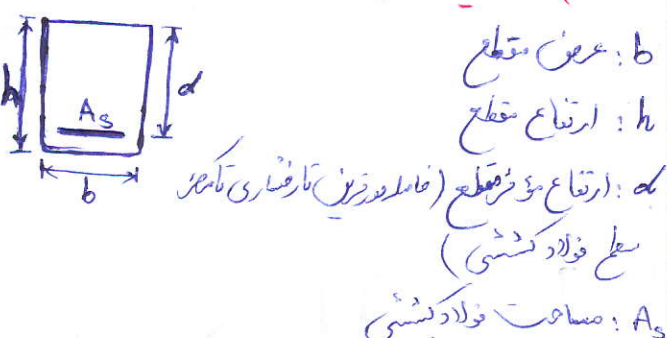 b : عرض مقطع
h : ارتفاع مقطع
d : ارتفاع مؤثر مقطع (فاصله دورترین تار فشاری تا مرکز
سطح فولاد کششی)
As : مساحت فولاد کششی
h
d
As
b